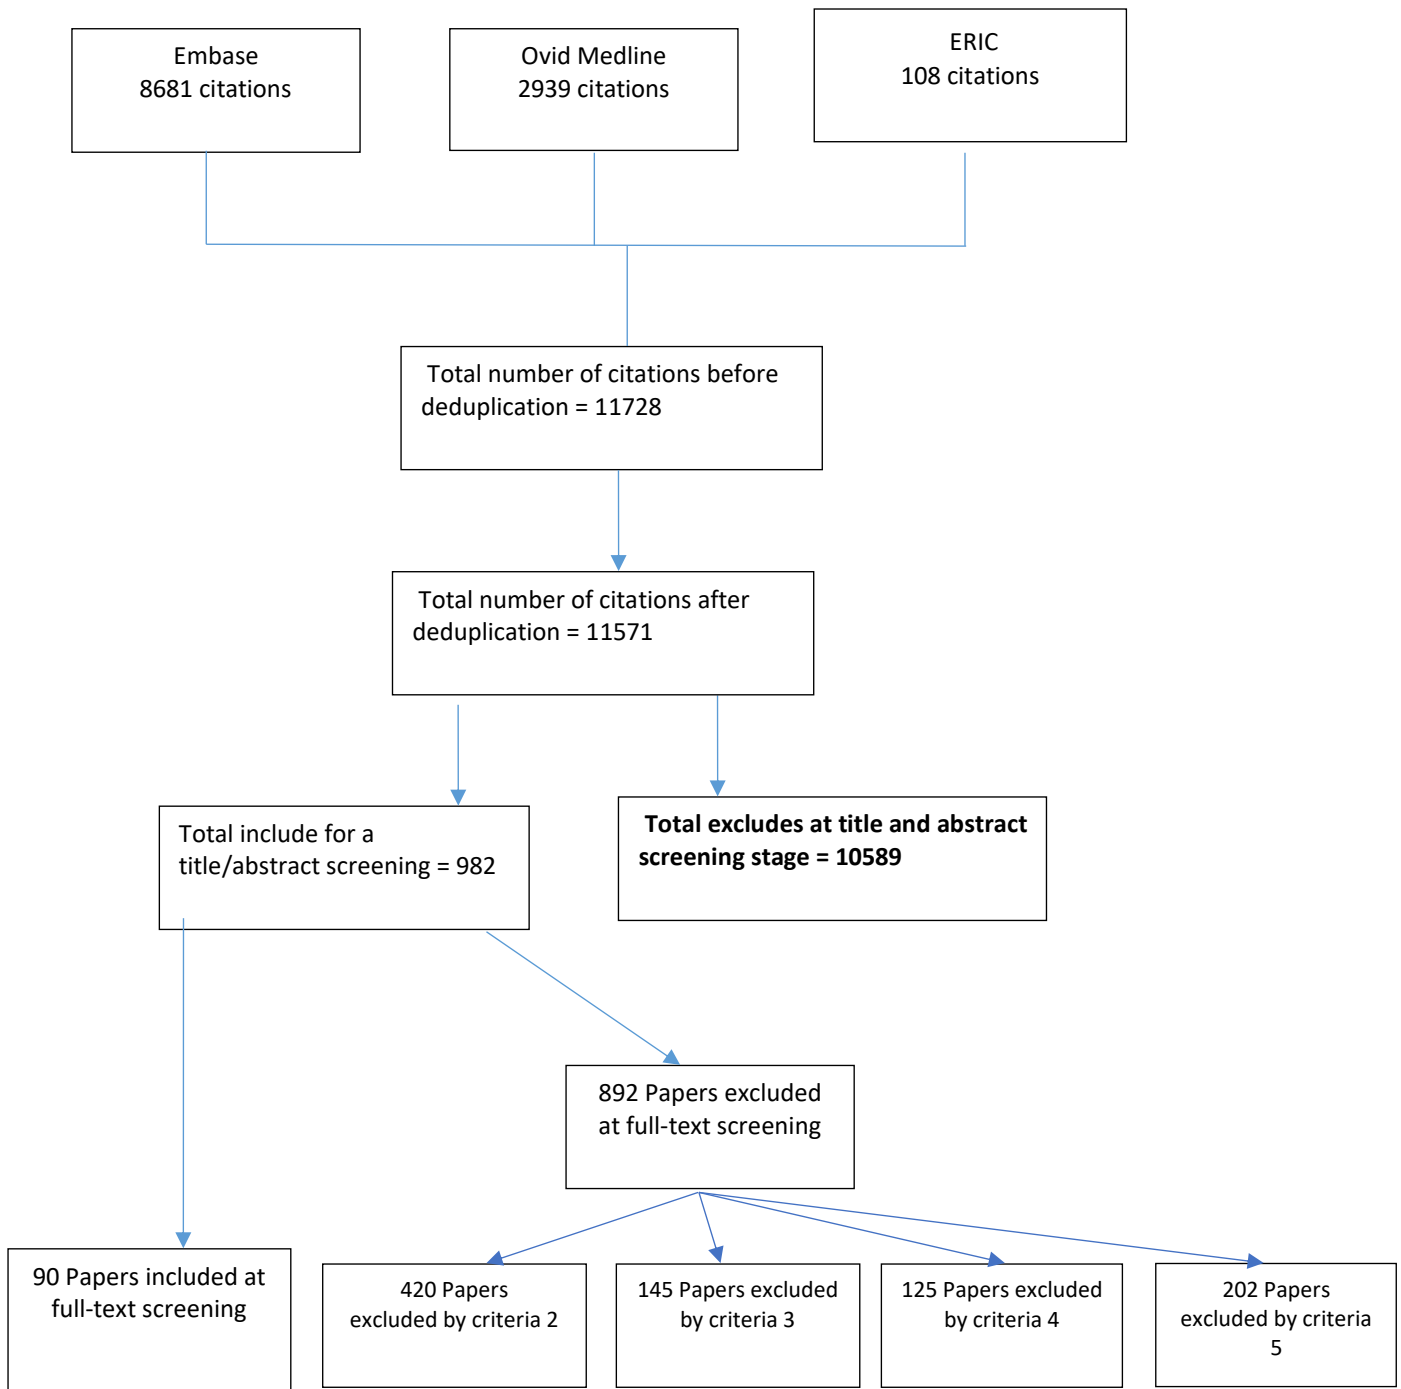 Embase
8681 citations
Ovid Medline
2939 citations
ERIC
108 citations
Total number of citations before
deduplication = 11728
Total number of citations after
deduplication = 11571
Total include for a
title/abstract screening = 982
Total excludes at title and abstract
screening stage = 10589
892 Papers excluded
at full-text screening
90 Papers included at
full-text screening
420 Papers
excluded by criteria 2
145 Papers excluded
by criteria 3
125 Papers excluded
by criteria 4
202 Papers
excluded by criteria
5